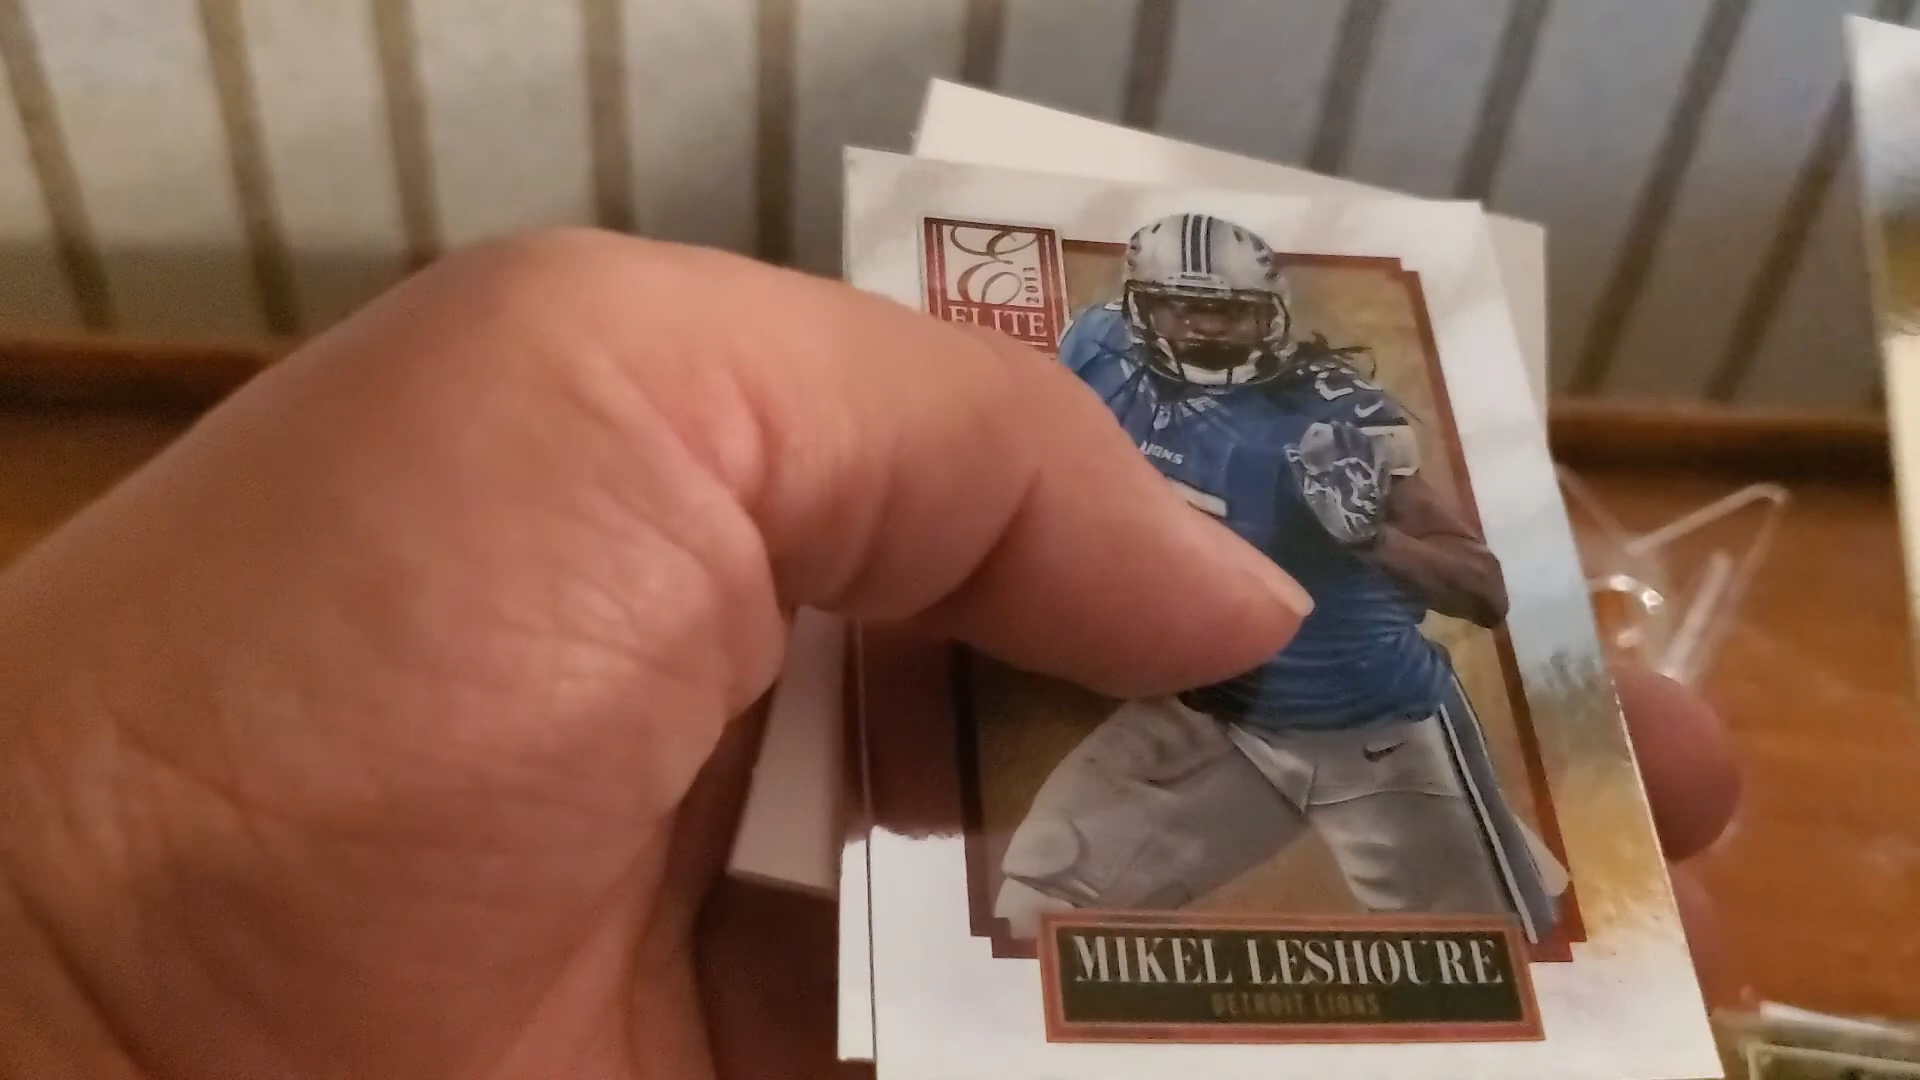 2013
ELITE
LIONS
MIKEL LESHOURE
DETROIT LIONS